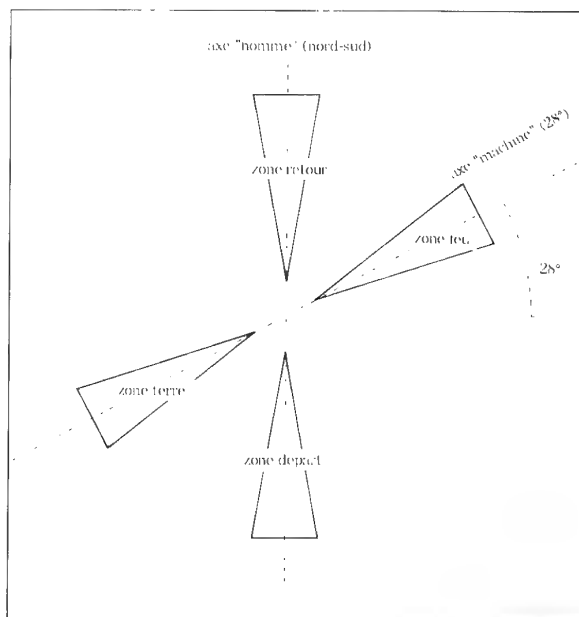 axe "homme" (nord-sud)
zone retour
axe "machine" (28°)
zone feu
28°
zone terre
zone depart